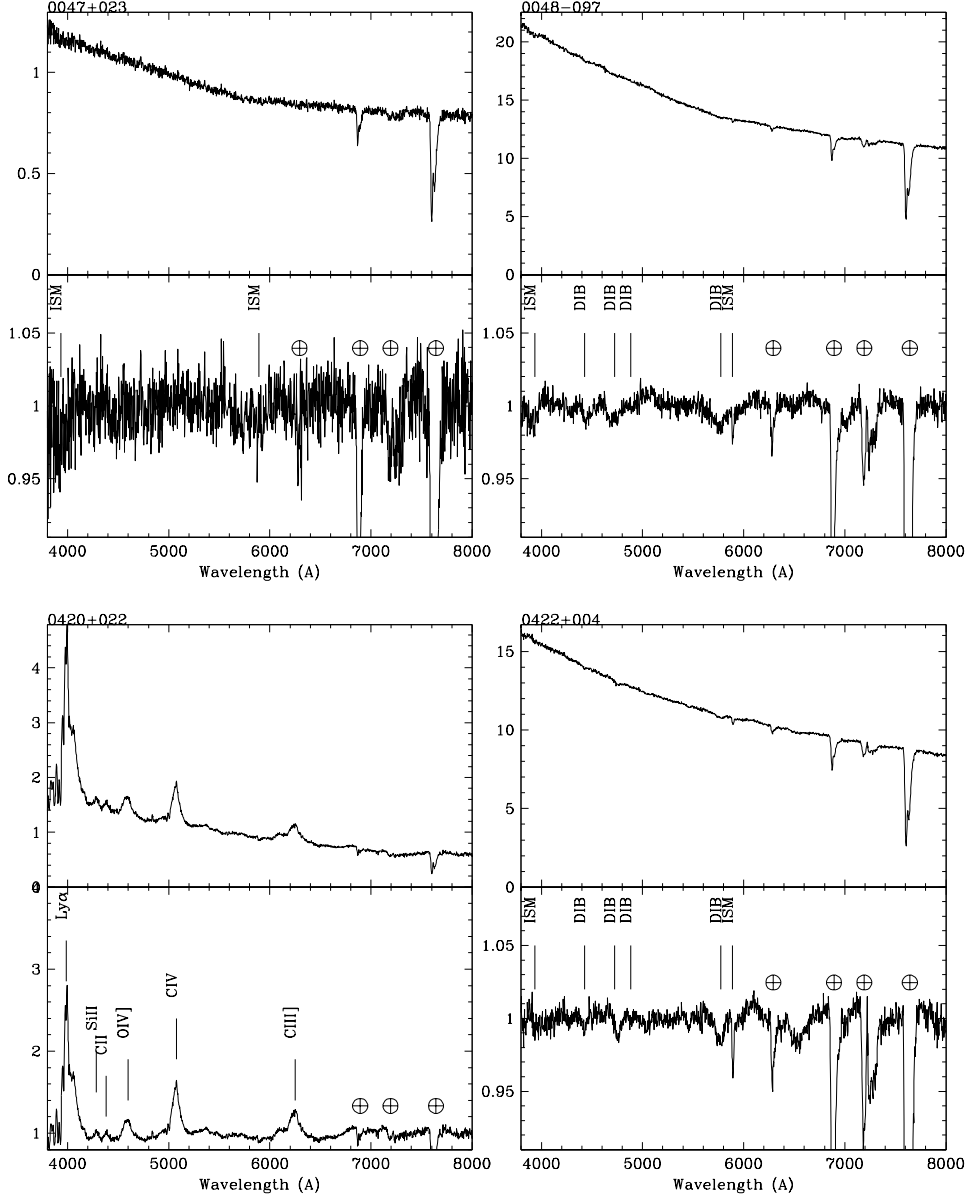 0047+023
1
0.5
0
ISM
ISM
1.05
1
0.95
4000
5000
6000
7000
8000
Wavelength (A)
0048−097
20
15
10
5
0
ISM
DIB
DIB
DIB
DIB
ISM
1.05
1
0.95
4000
5000
6000
7000
8000
Wavelength (A)
0420+022
4
3
2
1
0
4
Lyα
SiII
CII
OIV]
CIV
CIII]
3
2
1
4000
5000
6000
7000
8000
Wavelength (A)
0422+004
15
10
5
0
ISM
DIB
DIB
DIB
DIB
ISM
1.05
1
0.95
4000
5000
6000
7000
8000
Wavelength (A)